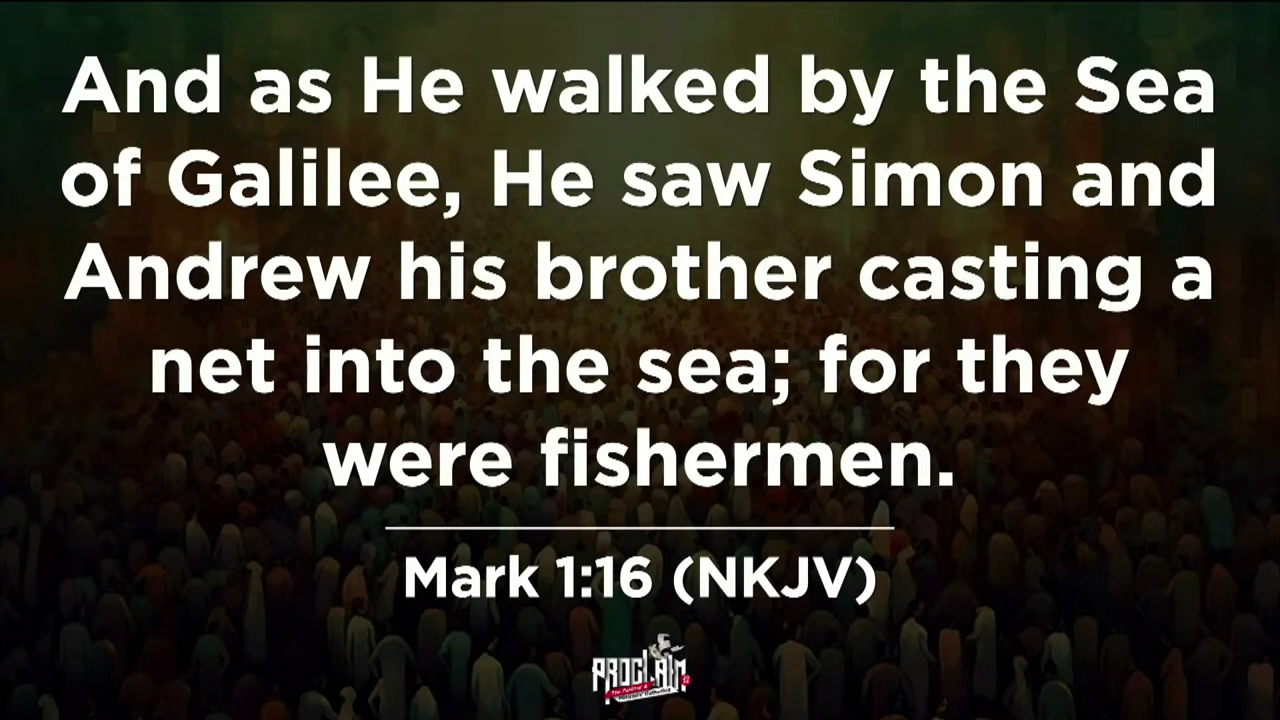 And as He walked by the Sea
of Galilee, He saw Simon and
Andrew his brother casting a
net into the sea; for they
were fishermen.
Mark 1:16 (NKJV)
PROCLAIM